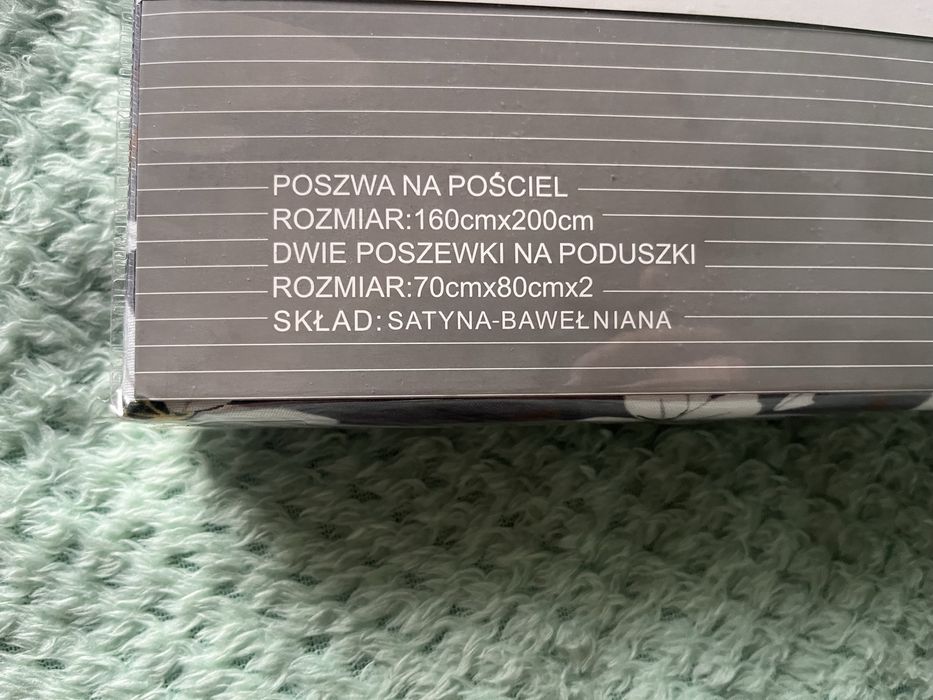 POSZWA NA POŚCIEL
ROZMIAR:160cmx200cm
DWIE POSZEWKI NA PODUSZKI
ROZMIAR:70cmx80cmx2
SKŁAD: SATYNA-BAWEŁNIANA